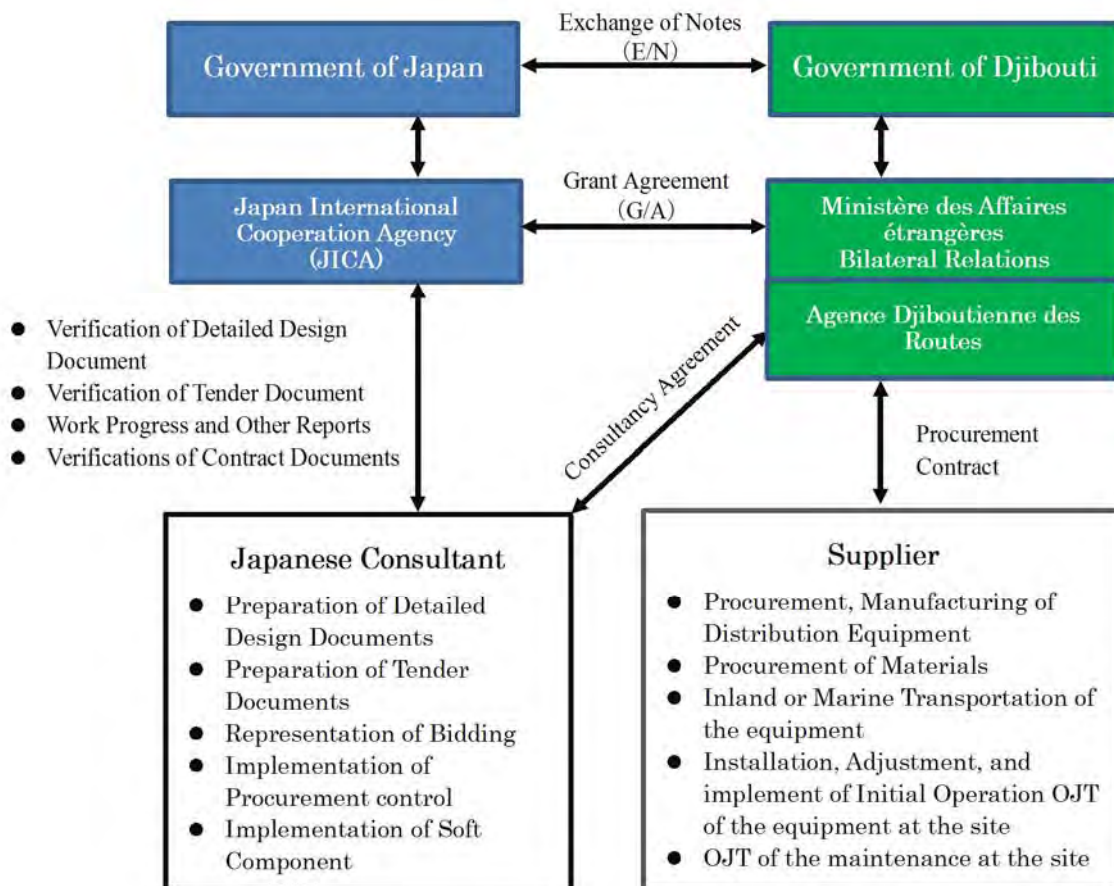 Exchange of Notes
(E/N)
Government of Japan
Government of Djibouti
Grant Agreement
(G/A)
Japan International
Cooperation Agency
(JICA)
Ministère des Affaires
étrangères
Bilateral Relations
Agence Djiboutienne des
Routes
● Verification of Detailed Design
Document
● Verification of Tender Document
● Work Progress and Other Reports
● Verifications of Contract Documents
Consultancy Agreement
Procurement
Contract
Japanese Consultant
● Preparation of Detailed
Design Documents
● Preparation of Tender
Documents
● Representation of Bidding
● Implementation of
Procurement control
● Implementation of Soft
Component
Supplier
● Procurement, Manufacturing of
Distribution Equipment
● Procurement of Materials
● Inland or Marine Transportation of
the equipment
● Installation, Adjustment, and
implement of Initial Operation OJT
of the equipment at the site
● OJT of the maintenance at the site